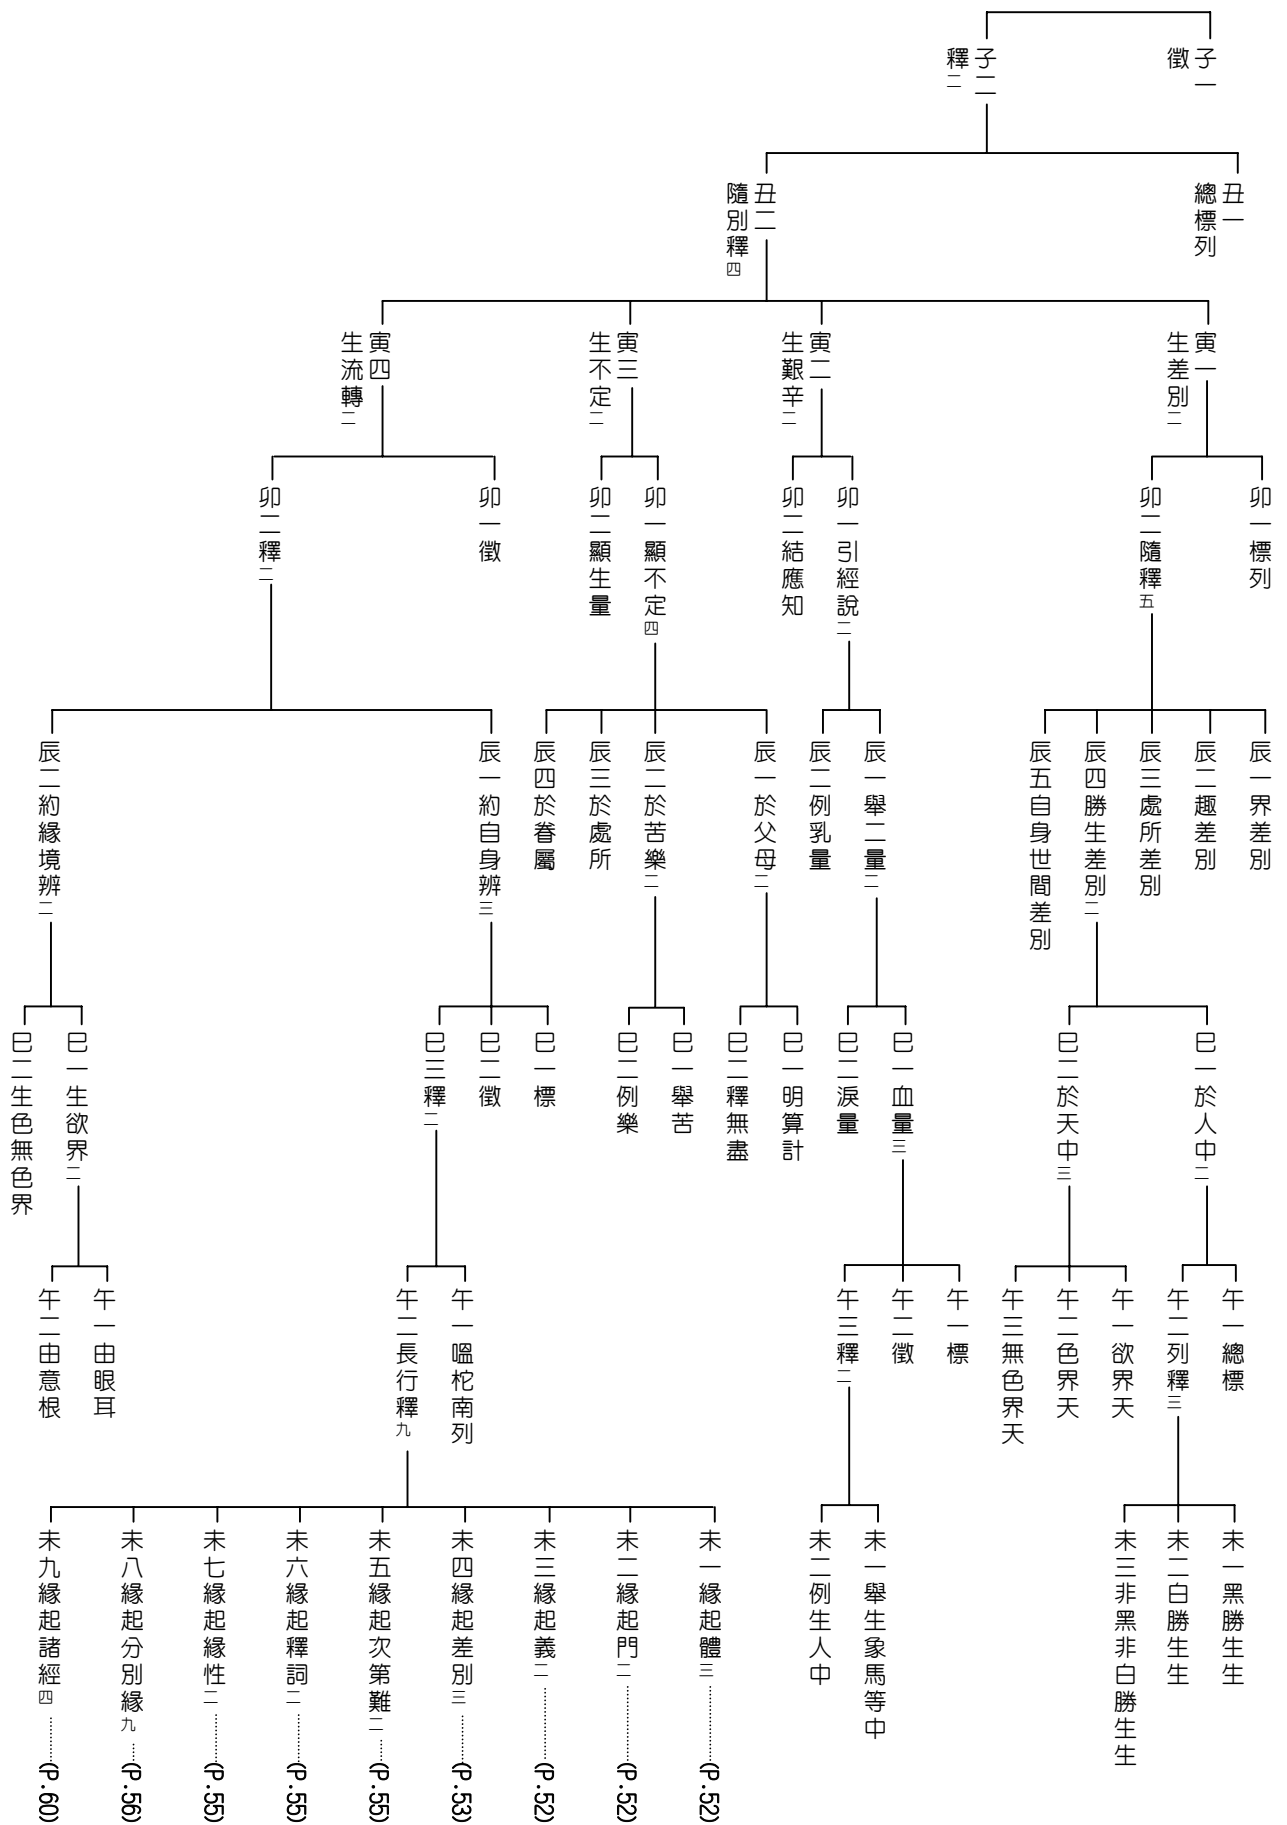 子一
徵
子二
釋二
丑一
總標列
丑二
隨別釋四
寅一
生差別二
寅二
生艱辛二
寅三
生不定二
寅四
生流轉二
卯一標列
卯二隨釋五
卯一引經說二
卯二結應知
卯一顯不定四
卯二顯生量
卯一徵
卯二釋二
辰一界差別
辰二趣差別
辰三處所差別
辰四勝生差別二
辰五自身世間差別
辰一舉二量二
辰二例乳量
辰一於父母二
辰二於苦樂二
辰三於處所
辰四於眷屬
辰一約自身辨三
辰二約緣境辨二
巳一於人中二
巳二於天中三
巳一血量三
巳二淚量
巳一明算計
巳二釋無盡
巳一舉苦
巳二例樂
巳一標
巳二徵
巳三釋二
巳一生欲界二
巳二生色無色界
午一總標
午二列釋三
午一欲界天
午二色界天
午三無色界天
午一標
午二徵
午三釋二
午一嗢柁南列
午二長行釋九
午一由眼耳
午二由意根
未一黑勝生生
未二白勝生生
未三非黑非白勝生生
未一舉生象馬等中
未二例生人中
未一緣起體三………(P.52)
未二緣起門二………(P.52)
未三緣起義二………(P.52)
未四緣起差別三………(P.53)
未五緣起次第難二……(P.55)
未六緣起釋詞二………(P.55)
未七緣起緣性二………(P.55)
未八緣起分別緣九……(P.56)
未九緣起諸經四………(P.60)